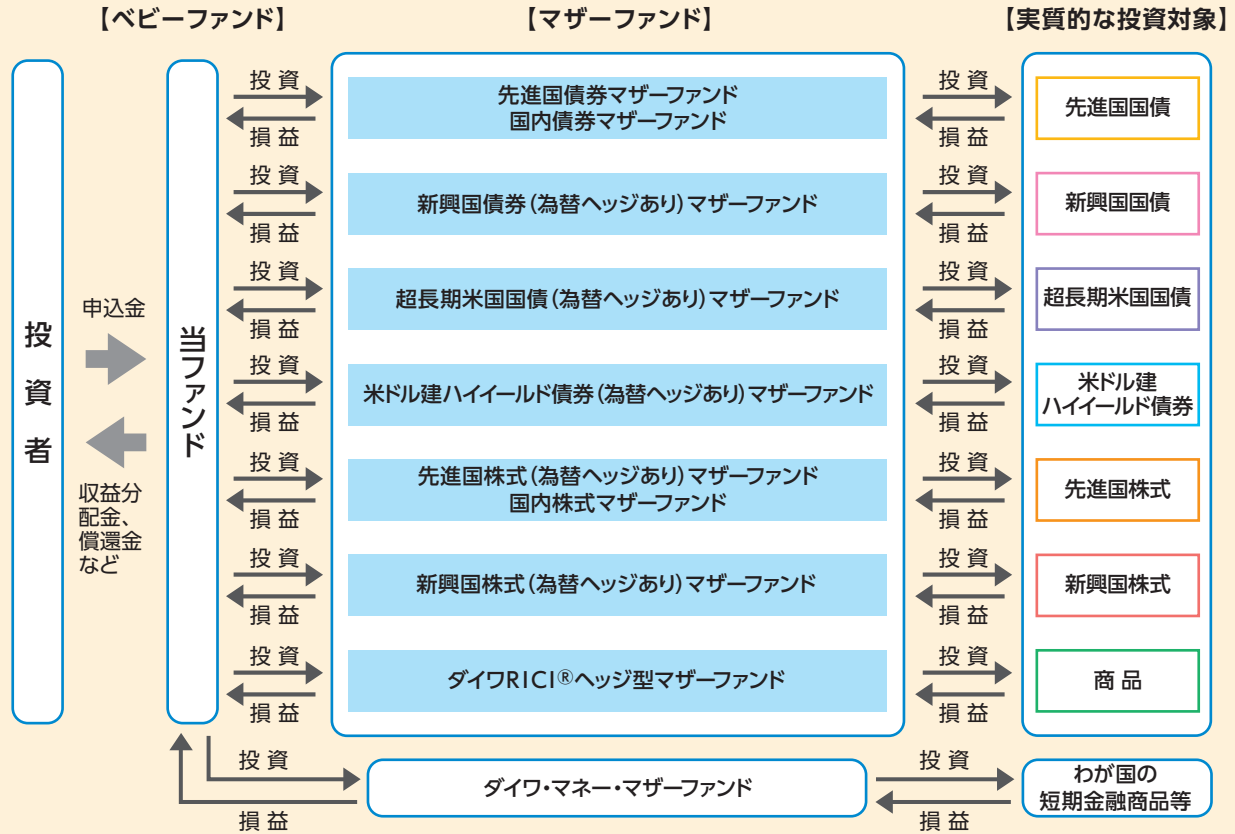 【ベビーファンド】
【マザーファンド】
【実質的な投資対象】
投資者
申込金
収益分
配金、
償還金
など
当ファンド
投 資
損 益
先進国債券マザーファンド
国内債券マザーファンド
投 資
損 益
先進国国債
投 資
損 益
新興国債券(為替ヘッジあり)マザーファンド
投 資
損 益
新興国国債
投 資
損 益
超長期米国国債(為替ヘッジあり)マザーファンド
投 資
損 益
超長期米国国債
投 資
損 益
米ドル建ハイイールド債券(為替ヘッジあり)マザーファンド
投 資
損 益
米ドル建
ハイイールド債券
投 資
損 益
先進国株式(為替ヘッジあり)マザーファンド
国内株式マザーファンド
投 資
損 益
先進国株式
投 資
損 益
新興国株式(為替ヘッジあり)マザーファンド
投 資
損 益
新興国株式
投 資
損 益
ダイワRICI®ヘッジ型マザーファンド
投 資
損 益
商 品
投 資
損 益
ダイワ・マネー・マザーファンド
投 資
損 益
わが国の
短期金融商品等